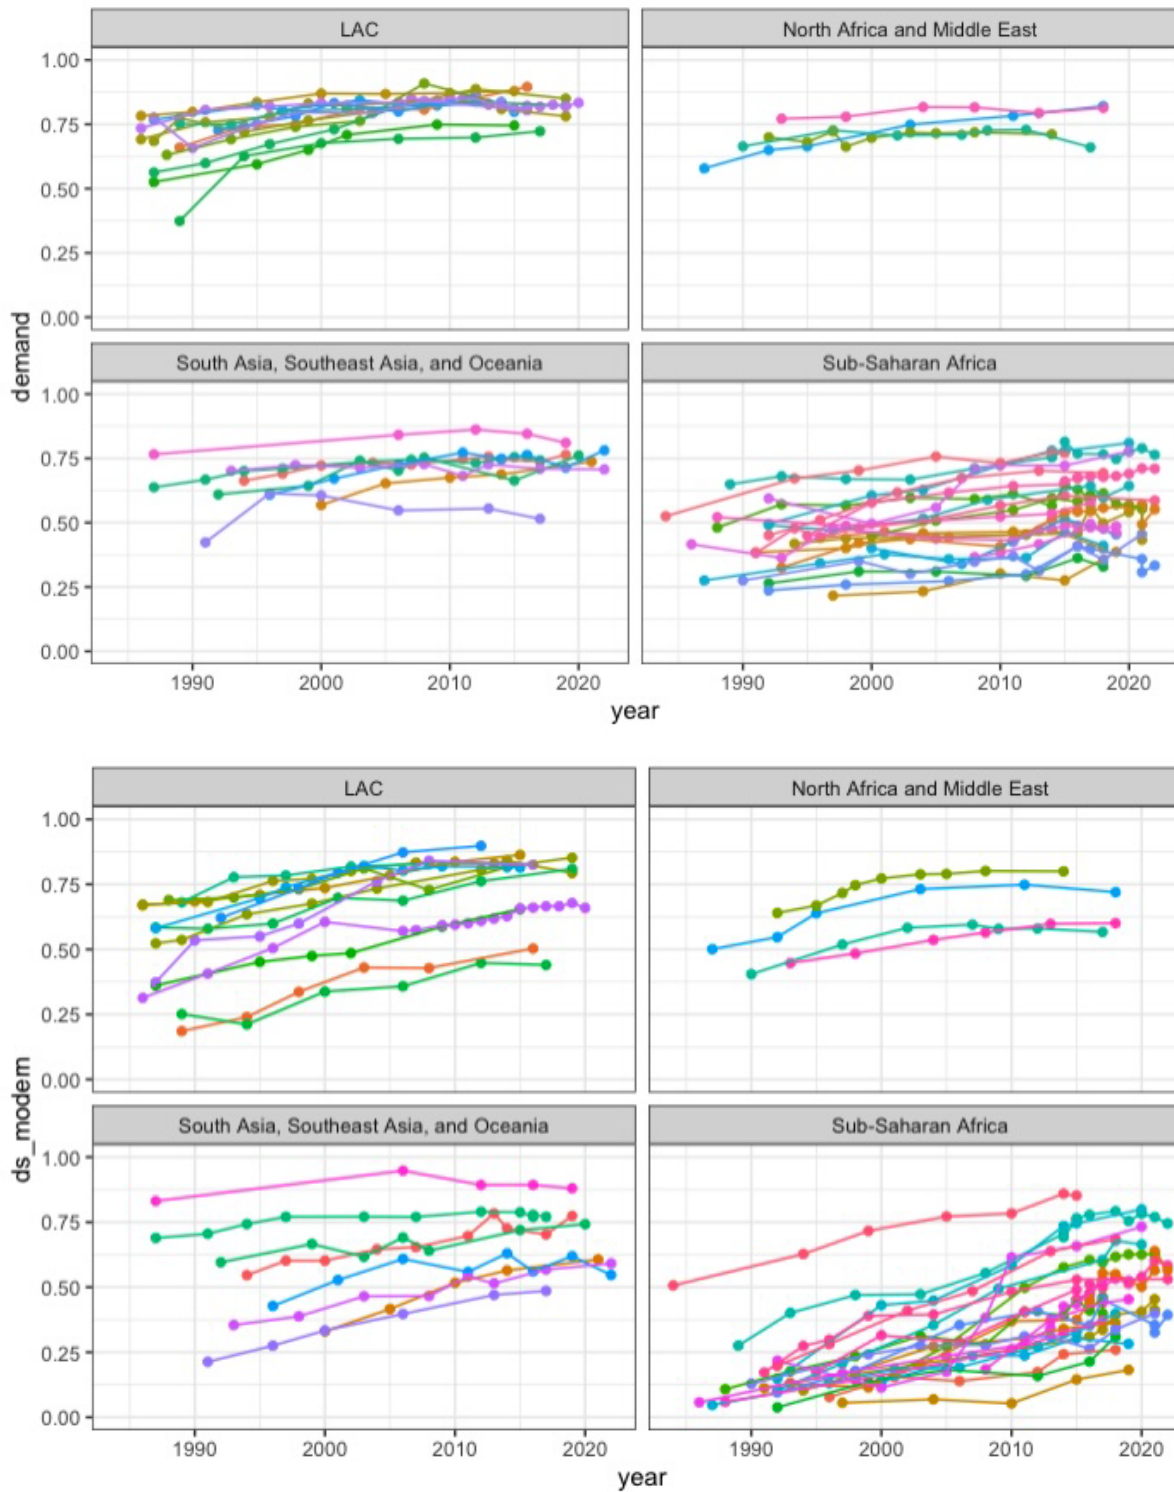 LAC North Africa and Middle East
1.00
0.75
0.50
0.25
0.00
demand
South Asia, Southeast Asia, and Oceania Sub-Saharan Africa
1.00
0.75
0.50
0.25
0.00
1990 2000 2010 2020 1990 2000 2010 2020
year
LAC North Africa and Middle East
1.00
0.75
0.50
0.25
0.00
ds_modern
South Asia, Southeast Asia, and Oceania Sub-Saharan Africa
1.00
0.75
0.50
0.25
0.00
1990 2000 2010 2020 1990 2000 2010 2020
year